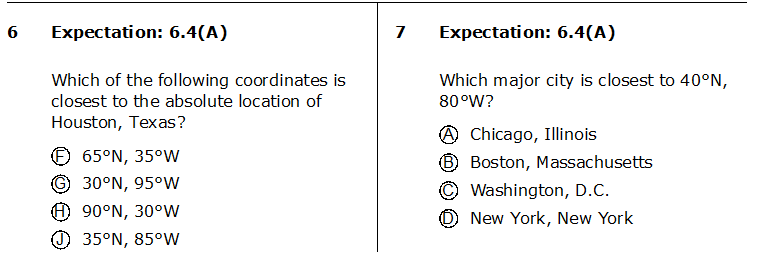 6 Expectation: 6.4(A)
Which of the following coordinates is
closest to the absolute location of
Houston, Texas?
F 65°N, 35°W
G 30°N, 95°W
H 90°N, 30°W
J 35°N, 85°W
7 Expectation: 6.4(A)
Which major city is closest to 40°N,
80°W?
A Chicago, Illinois
B Boston, Massachusetts
C Washington, D.C.
D New York, New York